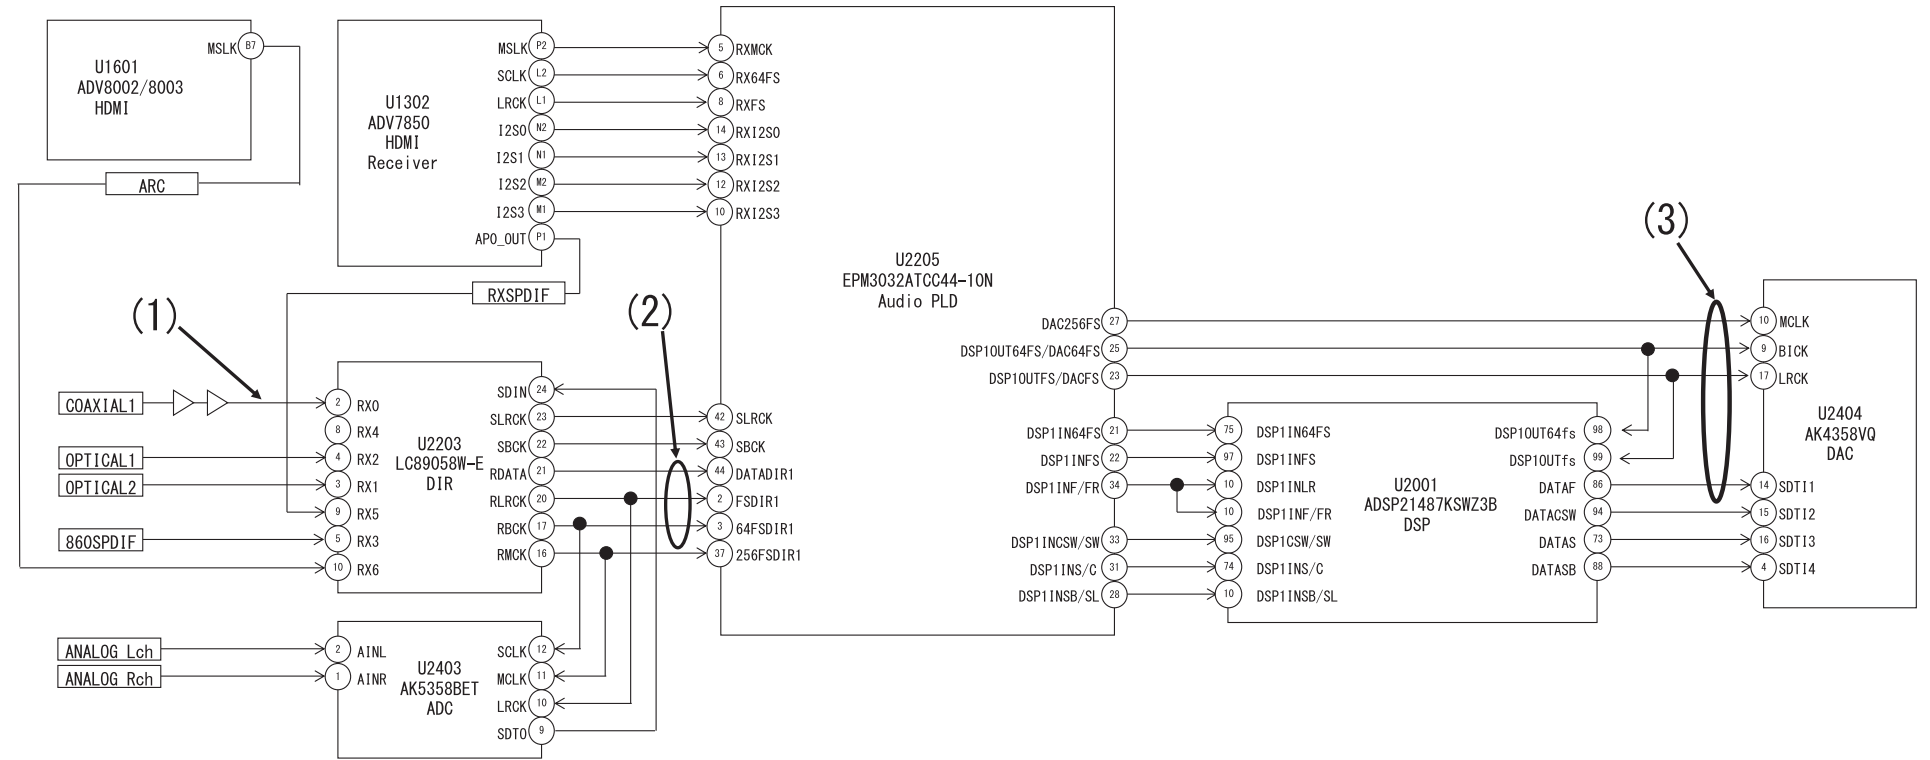 U1601
ADV8002/8003
HDMI
MSLK B7
ARC
U1302
ADV7850
HDMI
Receiver
MSLK P2
SCLK L2
LRCK L1
I2S0 N2
I2S1 N1
I2S2 M2
I2S3 M1
APO_OUT P1
RXSPDIF
5 RXMCK
6 RX64FS
8 RXFS
14 RXI2S0
13 RXI2S1
12 RXI2S2
10 RXI2S3
U2205
EPM3032ATCC44-10N
Audio PLD
(1)
(2)
(3)
COAXIAL1
OPTICAL1
OPTICAL2
860SPDIF
2 RX0
8 RX4
4 RX2
3 RX1
9 RX5
5 RX3
10 RX6
U2203
LC89058W-E
DIR
SDIN 24
SLRCK 23
SBCK 22
RDATA 21
RLRCK 20
RBCK 17
RMCK 16
42 SLRCK
43 SBCK
44 DATADIR1
2 FSDIR1
3 64FSDIR1
37 256FSDIR1
ANALOG Lch
ANALOG Rch
2 AINL
1 AINR
U2403
AK5358BET
ADC
SCLK 12
MCLK 11
LRCK 10
SDTO 9
DAC256FS 27
DSP1OUT64FS/DAC64FS 25
DSP1OUTFS/DACFS 23
DSP1IN64FS 21
DSP1INFS 22
DSP1INF/FR 34
DSP1INCSW/SW 33
DSP1INS/C 31
DSP1INSB/SL 28
75 DSP1IN64FS
97 DSP1INFS
10 DSP1INLR
10 DSP1INF/FR
95 DSP1CSW/SW
74 DSP1INS/C
10 DSP1INSB/SL
U2001
ADSP21487KSWZ3B
DSP
DSP1OUT64fs 98
DSP1OUTfs 99
DATAF 86
DATACSW 94
DATAS 73
DATASB 88
10 MCLK
9 BICK
17 LRCK
U2404
AK4358VQ
DAC
14 SDTI1
15 SDTI2
16 SDTI3
4 SDTI4